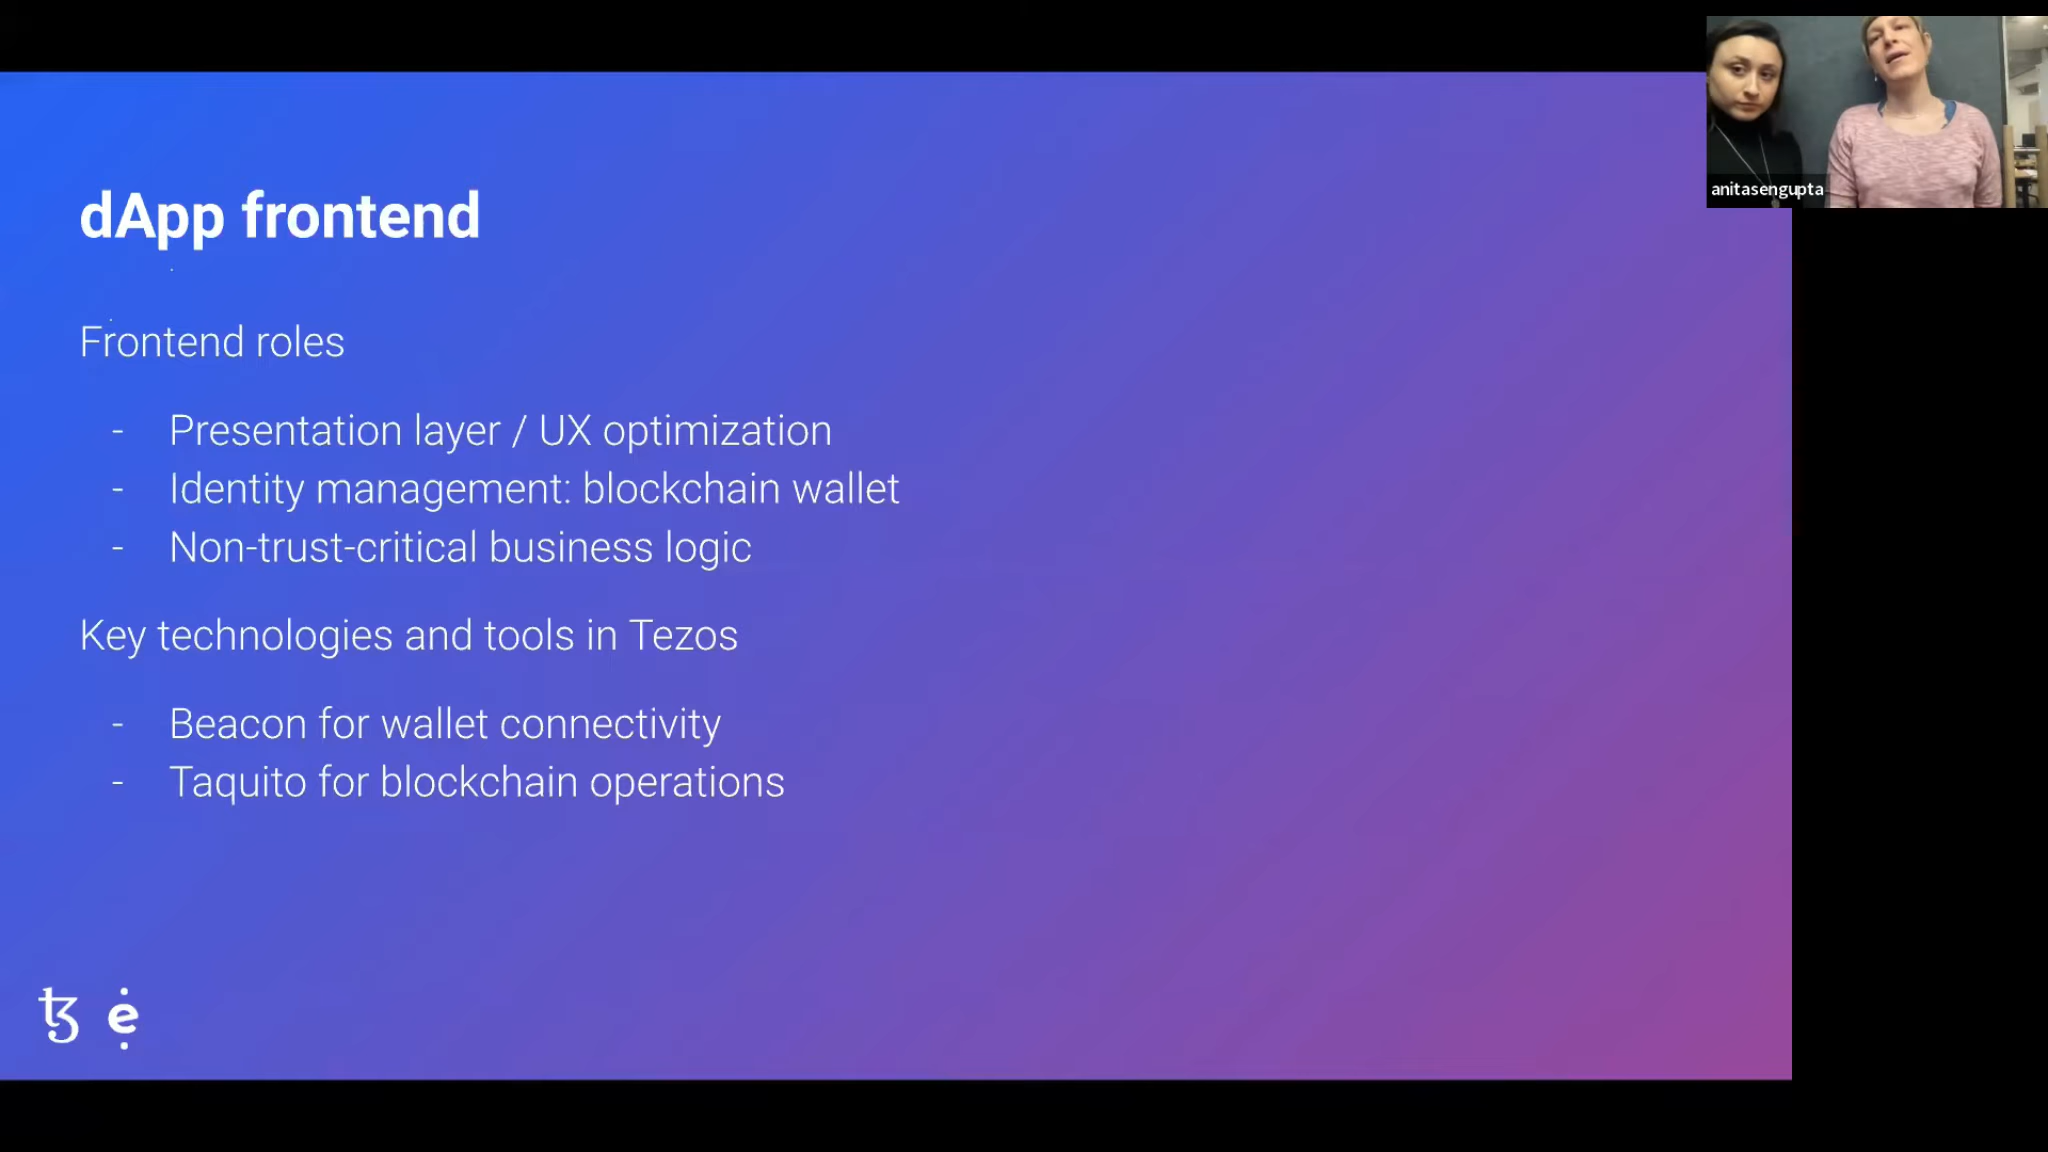 anitasengupta
dApp frontend
Frontend roles
- Presentation layer / UX optimization
- Identity management: blockchain wallet
- Non-trust-critical business logic
Key technologies and tools in Tezos
- Beacon for wallet connectivity
- Taquito for blockchain operations